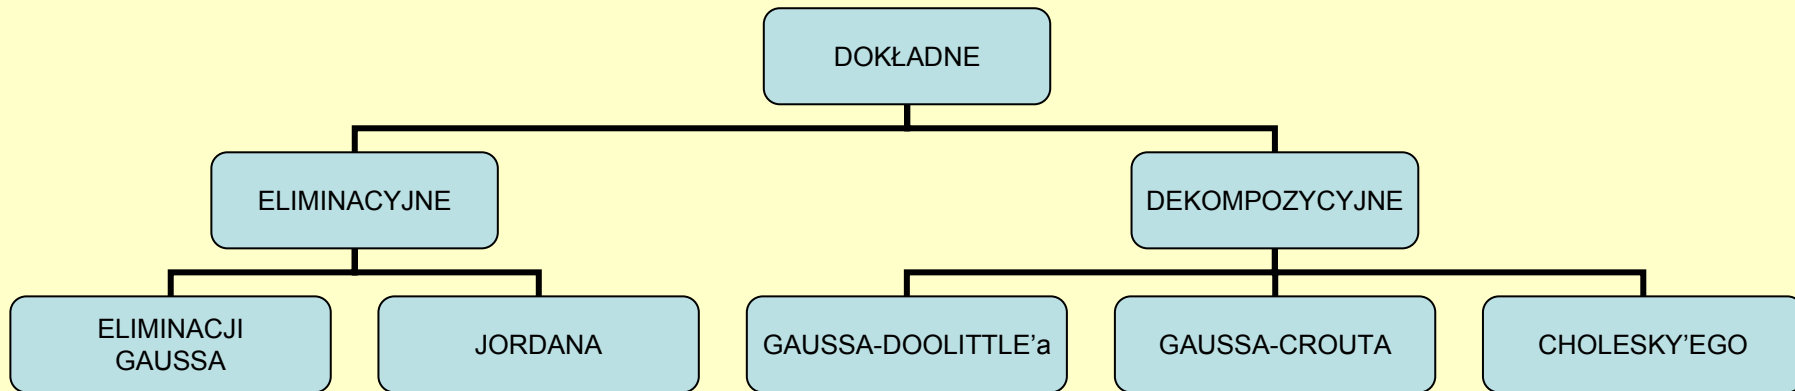 DOKŁADNE
ELIMINACYJNE
DEKOMPOZYCYJNE
ELIMINACJI
GAUSSA
JORDANA
GAUSSA-DOOLITTLE’a
GAUSSA-CROUTA
CHOLESKY’EGO